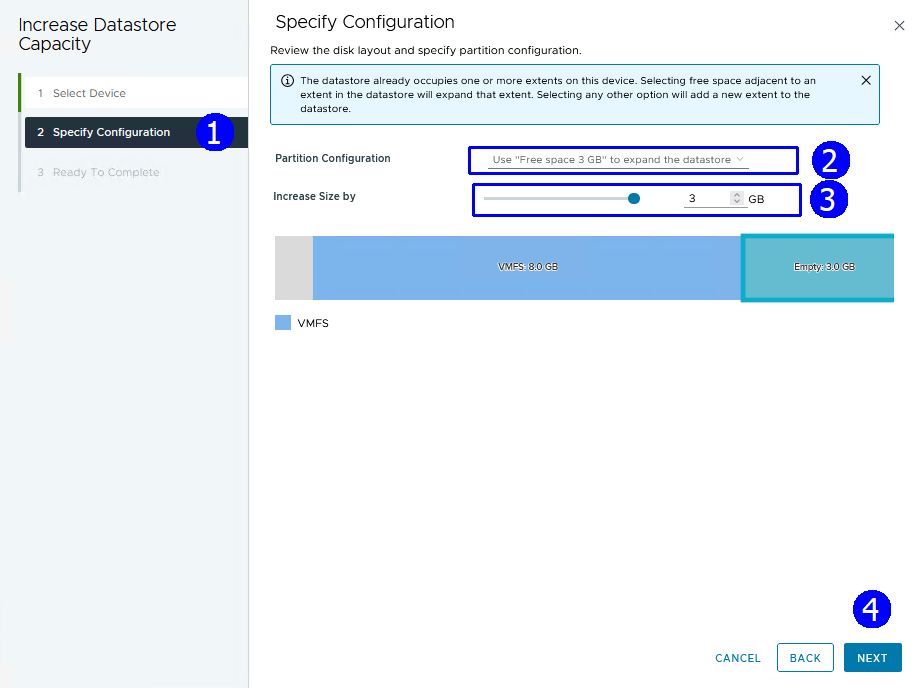 Increase Datastore
Capacity
1 Select Device
2 Specify Configuration
1
3 Ready To Complete
Specify Configuration
Review the disk layout and specify partition configuration.
The datastore already occupies one or more extents on this device. Selecting free space adjacent to an
extent in the datastore will expand that extent. Selecting any other option will add a new extent to the
datastore.
Partition Configuration
Use "Free space 3 GB" to expand the datastore
2
Increase Size by
3 GB
3
VMFS: 8.0 GB
Empty: 3.0 GB
VMFS
4
CANCEL
BACK
NEXT